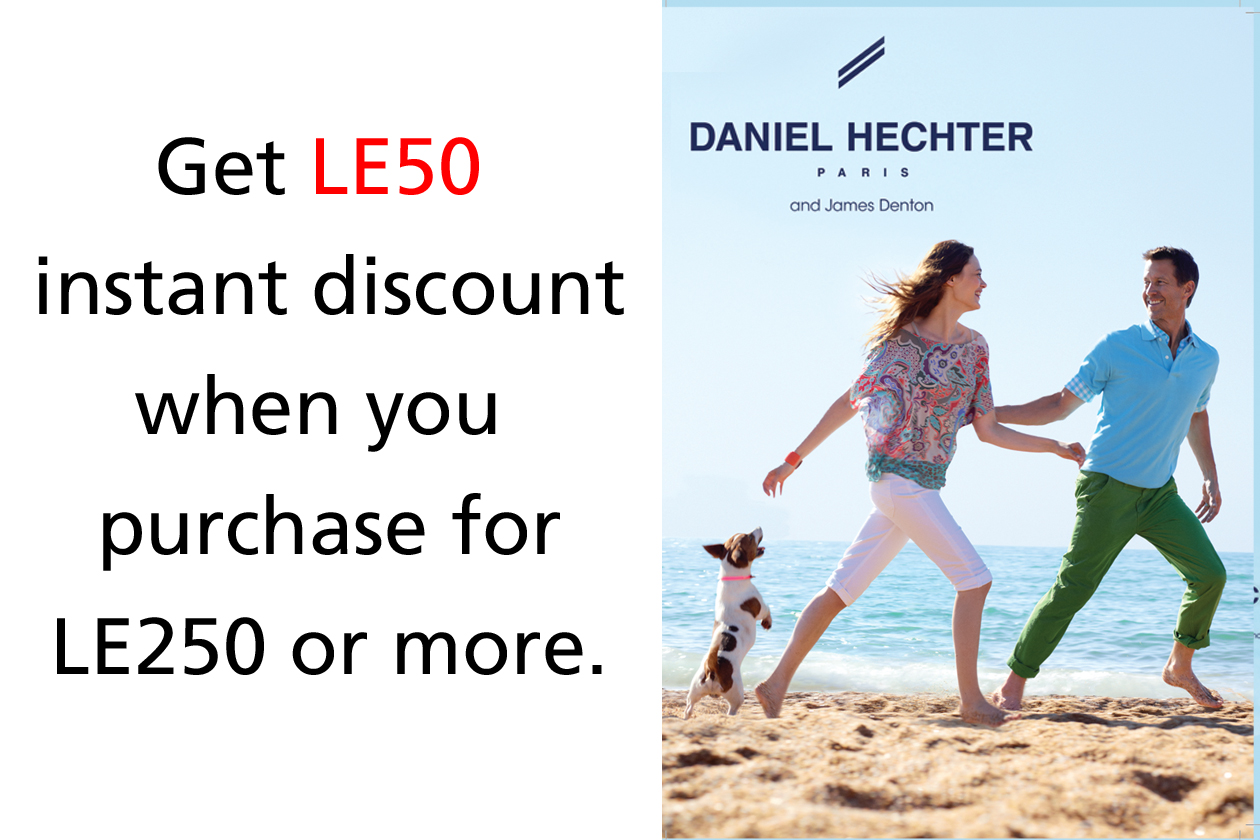 Get LE50
instant discount
when you
purchase for
LE250 or more.
DANIEL HECHTER
PARIS
and James Denton